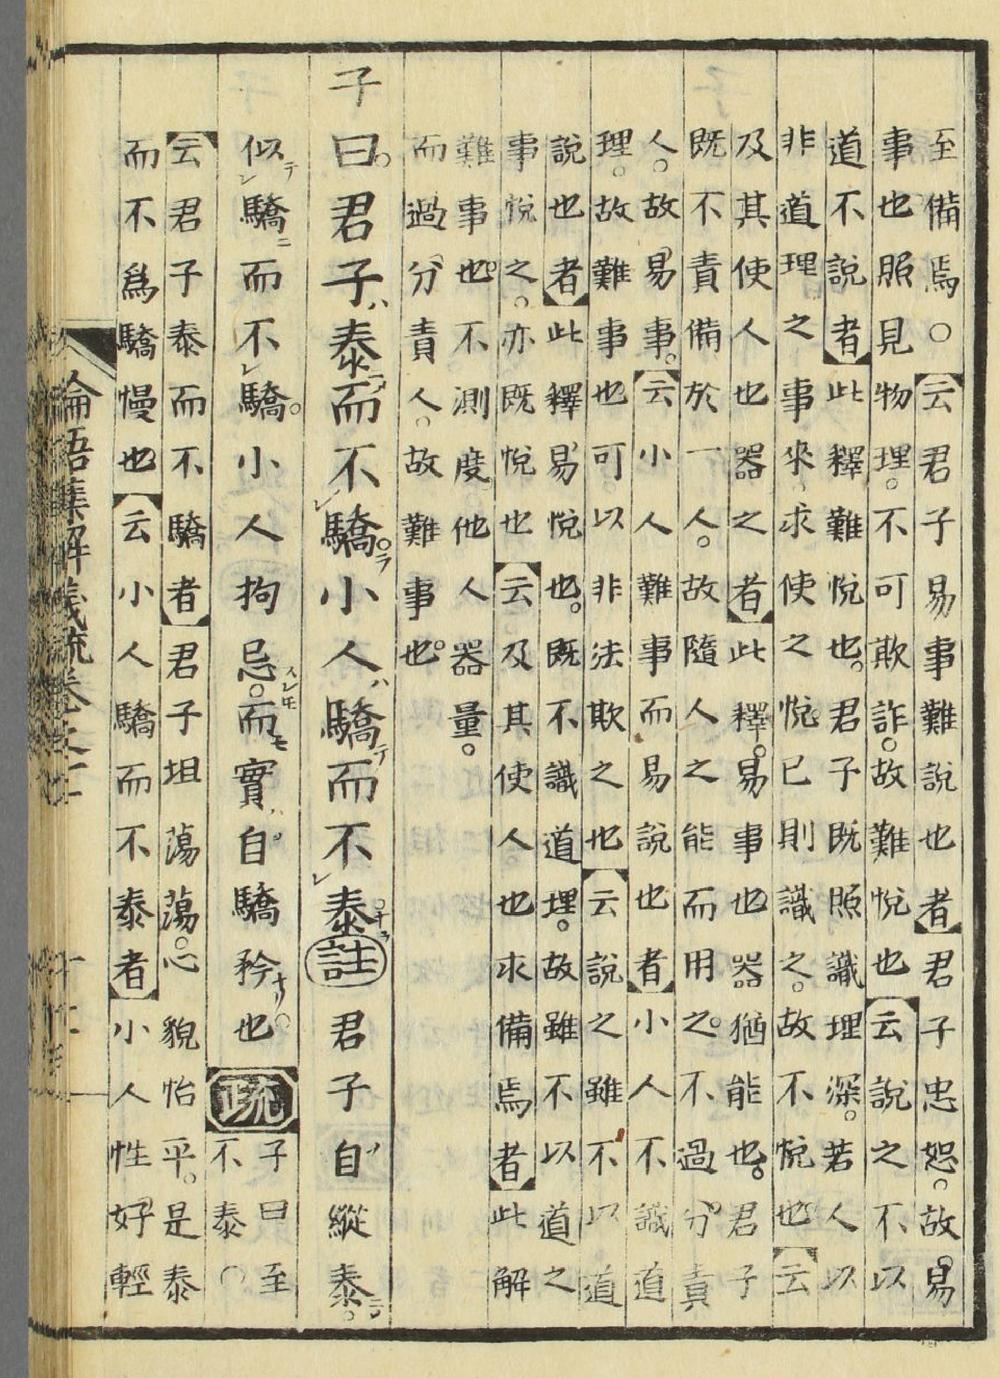 至備焉○云君子易事難說也者君子忠恕故易
事也照見物理不可欺詐故難悅也云說之不以
道不說者此釋難悅也君子既照識理深若人以
非道理之事來求使之悅已則識之故不悅也云
及其使人也器之者此釋易事也器猶能也君子
既不責備於一人故隨人之能而用之不過分責
人故易事云小人難事而易說也者小人不識道
理故難事也可以非法欺之也云說之雖不以道
說也者此釋易悅也既不識道理故雖不以道之
事悅之亦既悅也云及其使人也求備焉者此解
難事也不測度他人器量
而過分責人故難事也
子曰君子泰而不驕小人驕而不泰註君子自縱泰
似驕而不驕小人拘忌而實自驕矜也疏子曰至
不泰○
云君子泰而不驕者君子坦蕩蕩心貌怡平是泰
而不爲驕慢也云小人驕而不泰者小人性好輕
論語集解義疏卷之七